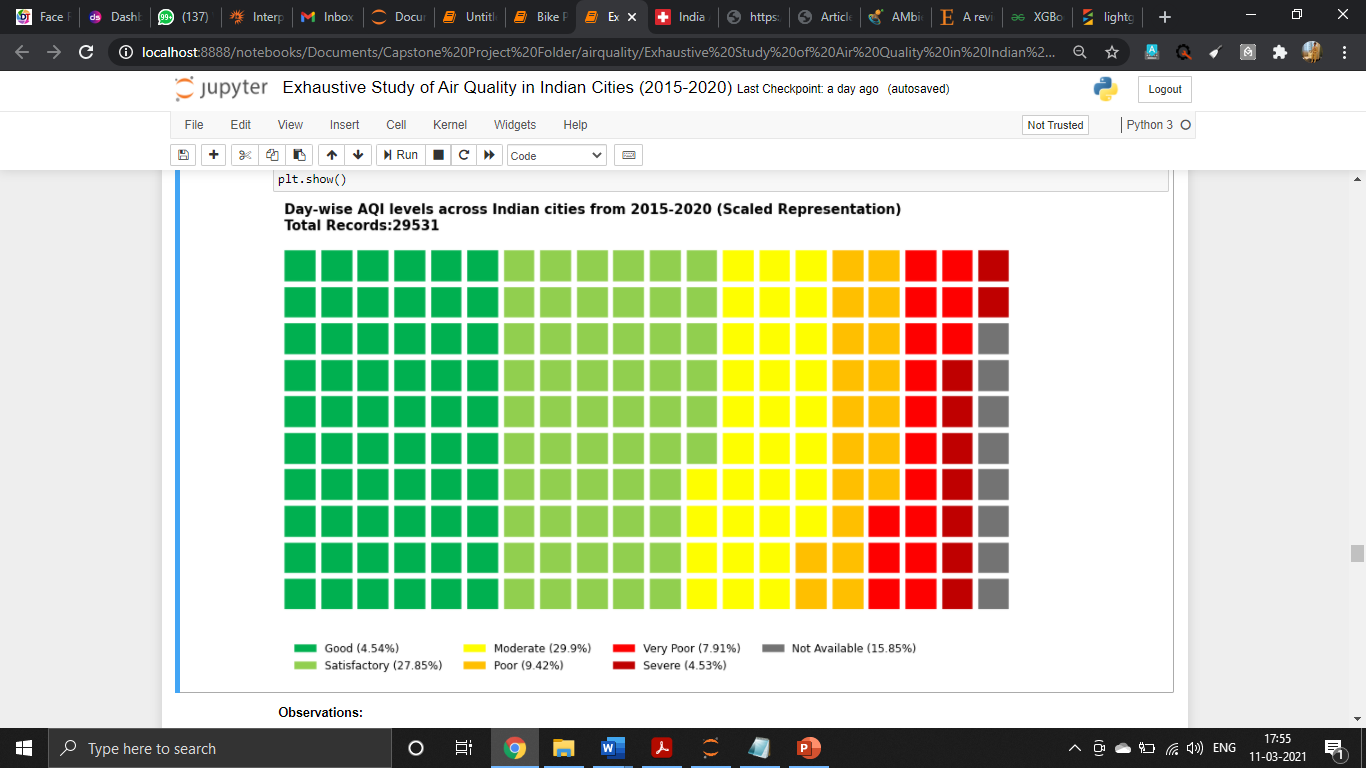 Face F
Dash
99+
(137)
Interp
Inbox
Docur
Untitl
Bike P
Ex
India
https:
Article
AMbi
A revi
XGBo
lightg
localhost:8888/notebooks/Documents/Capstone%20Project%20Folder/airquality/Exhaustive%20Study%20of%20Air%20Quality%20in%20Indian%2...
jupyter Exhaustive Study of Air Quality in Indian Cities (2015-2020) Last Checkpoint: a day ago (autosaved)
Logout
File Edit View Insert Cell Kernel Widgets Help
Not Trusted
Python 3
Run
Code
plt.show()
Day-wise AQI levels across Indian cities from 2015-2020 (Scaled Representation)
Total Records:29531
Good (4.54%) Moderate (29.9%) Very Poor (7.91%) Not Available (15.85%)
Satisfactory (27.85%) Poor (9.42%) Severe (4.53%)
Observations:
Type here to search
ENG
17:55
11-03-2021
1